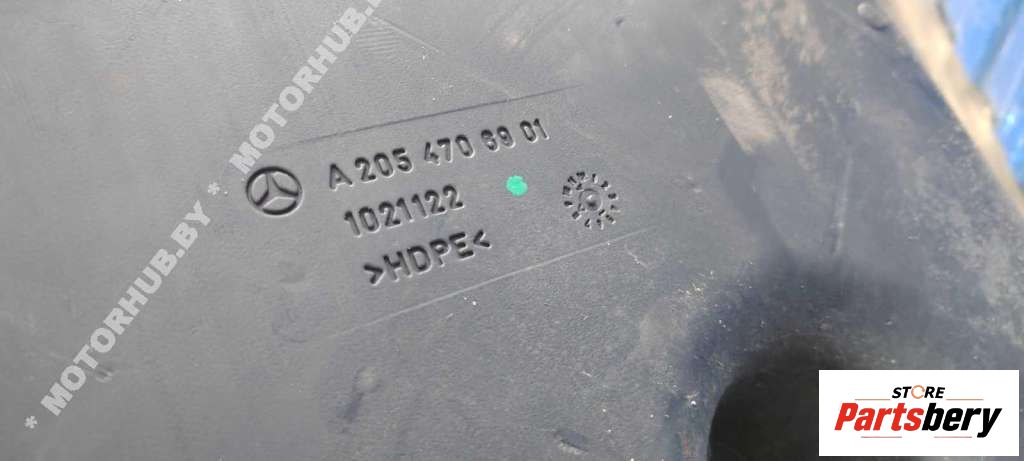 * MOTORHUB.BY * MOTORHUB.BY
A 205 470 69 01
1021122
>HDPE<
STORE
Partsbery